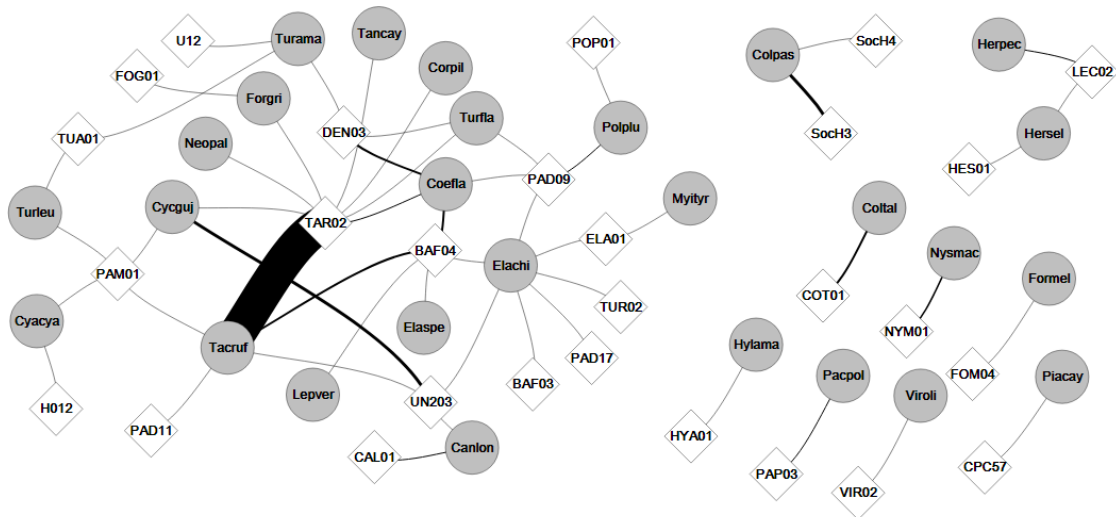 U12
Turama
Tancay
POP01
Colpas
SocH4
Herpec
FOG01
Corpil
LEC02
Forgri
DEN03
Turfla
Polplu
SocH3
Hersel
TUA01
Neopal
PAD09
HES01
Turleu
Cycguj
TAR02
Coefla
Myityr
Coltal
PAM01
BAF04
Elachi
ELA01
Nysmac
Formel
Cyacya
Elaspe
TUR02
COT01
NYM01
Tacruf
PAD17
Hylama
FOM04
Lepver
BAF03
Pacpol
Viroli
Piacay
H012
PAD11
UN203
HYA01
CAL01
Canlon
PAP03
VIR02
CPC57